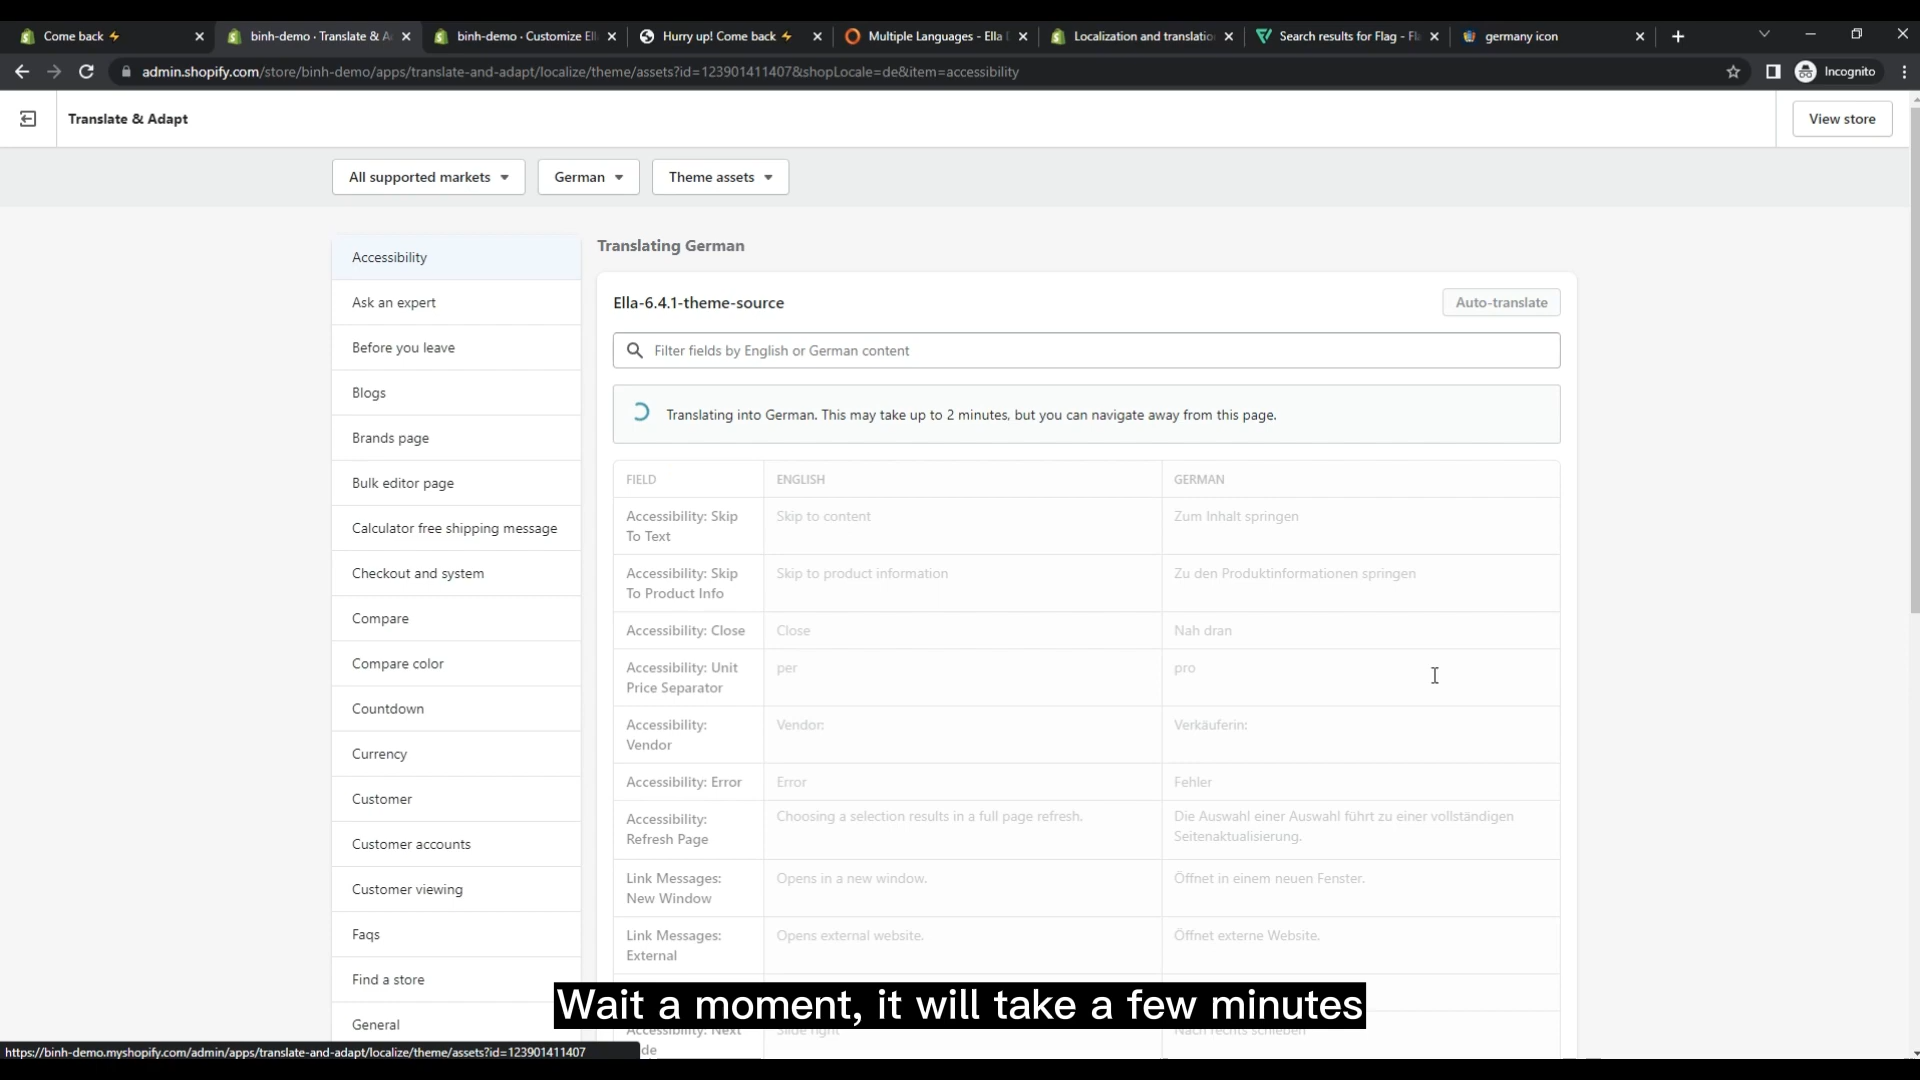 Come back ⚡
binh-demo · Translate & A
binh-demo · Customize Ell
Hurry up! Come back ⚡
Multiple Languages - Ella
Localization and translatio
Search results for Flag - Fl
germany icon
admin.shopify.com/store/binh-demo/apps/translate-and-adapt/localize/theme/assets?id=123901411407&shopLocale=de&item=accessibility
Incognito
Translate & Adapt
View store
All supported markets
German
Theme assets
Accessibility
Ask an expert
Before you leave
Blogs
Brands page
Bulk editor page
Calculator free shipping message
Checkout and system
Compare
Compare color
Countdown
Currency
Customer
Customer accounts
Customer viewing
Faqs
Find a store
General
Translating German
Ella-6.4.1-theme-source
Auto-translate
Filter fields by English or German content
Translating into German. This may take up to 2 minutes, but you can navigate away from this page.
FIELD ENGLISH GERMAN
Accessibility: Skip To Text Skip to content Zum Inhalt springen
Accessibility: Skip To Product Info Skip to product information Zu den Produktinformationen springen
Accessibility: Close Close Nah dran
Accessibility: Unit Price Separator per pro
Accessibility: Vendor Vendor: Verkäuferin:
Accessibility: Error Error Fehler
Accessibility: Refresh Page Choosing a selection results in a full page refresh. Die Auswahl einer Auswahl führt zu einer vollständigen Seitenaktualisierung.
Link Messages: New Window Opens in a new window. Öffnet in einem neuen Fenster.
Link Messages: External Opens external website. Öffnet externe Website.
Wait a moment, it will take a few minutes
Accessibility: Next Slide right Nach rechts schieben
https://binh-demo.myshopify.com/admin/apps/translate-and-adapt/localize/theme/assets?id=123901411407